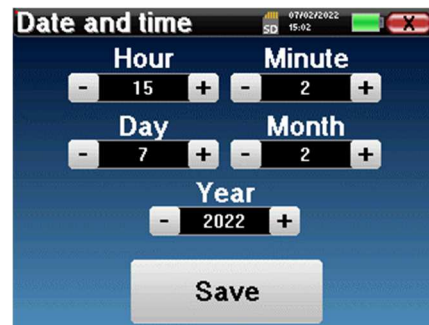 Date and time SD 07/02/2022 15:02 X
Hour Minute
- 15 + - 2 +
Day Month
- 7 + - 2 +
Year
- 2022 +
Save